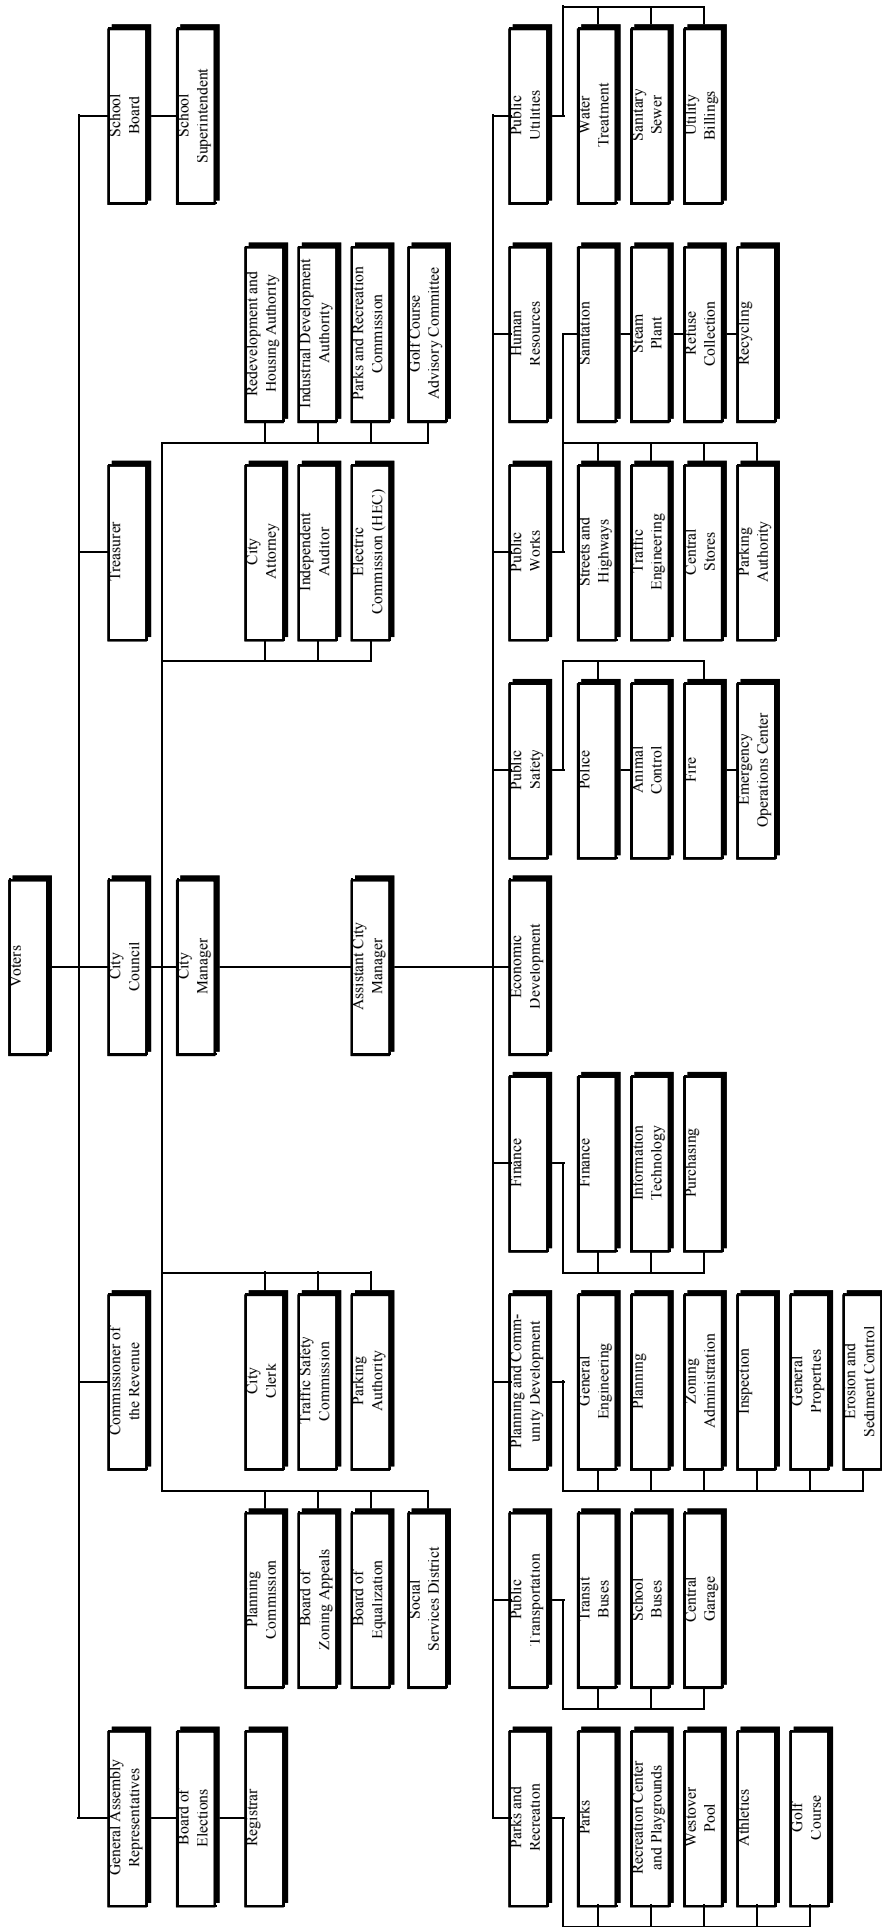 Voters
General Assembly
Representatives
Commissioner of
the Revenue
City
Council
Treasurer
School
Board
Board of
Elections
City
Manager
School
Superintendent
Registrar
Planning
Commission
Board of
Zoning Appeals
Board of
Equalization
Social
Services District
City
Clerk
Traffic Safety
Commission
Parking
Authority
City
Attorney
Independent
Auditor
Electric
Commission (HEC)
Redevelopment and
Housing Authority
Industrial Development
Authority
Parks and Recreation
Commission
Golf Course
Advisory Committee
Assistant City
Manager
Parks and
Recreation
Parks
Recreation Center
and Playgrounds
Westover
Pool
Athletics
Golf
Course
Public
Transportation
Transit
Buses
School
Buses
Central
Garage
Planning and Comm-
unity Development
General
Engineering
Planning
Zoning
Administration
Inspection
General
Properties
Erosion and
Sediment Control
Finance
Finance
Information
Technology
Purchasing
Economic
Development
Public
Safety
Police
Animal
Control
Fire
Emergency
Operations Center
Public
Works
Streets and
Highways
Traffic
Engineering
Central
Stores
Parking
Authority
Human
Resources
Sanitation
Steam
Plant
Refuse
Collection
Recycling
Public
Utilities
Water
Treatment
Sanitary
Sewer
Utility
Billings